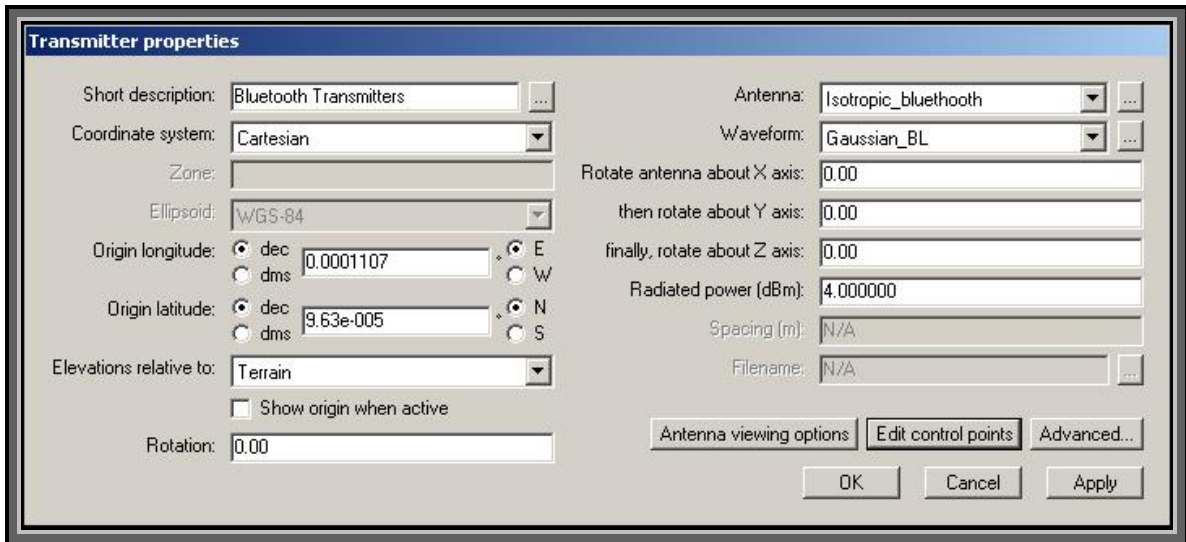 Transmitter properties
Short description: Bluetooth Transmitters ...
Coordinate system: Cartesian
Zone:
Ellipsoid: WGS-84
Origin longitude: dec 0.0001107 ° E
dms W
Origin latitude: dec 9.63e-005 ° N
dms S
Elevations relative to: Terrain
Show origin when active
Rotation: 0.00
Antenna: Isotropic_bluethooth ...
Waveform: Gaussian_BL ...
Rotate antenna about X axis: 0.00
then rotate about Y axis: 0.00
finally, rotate about Z axis: 0.00
Radiated power (dBm): 4.000000
Spacing (m): N/A
Filename: N/A ...
Antenna viewing options Edit control points Advanced...
OK Cancel Apply